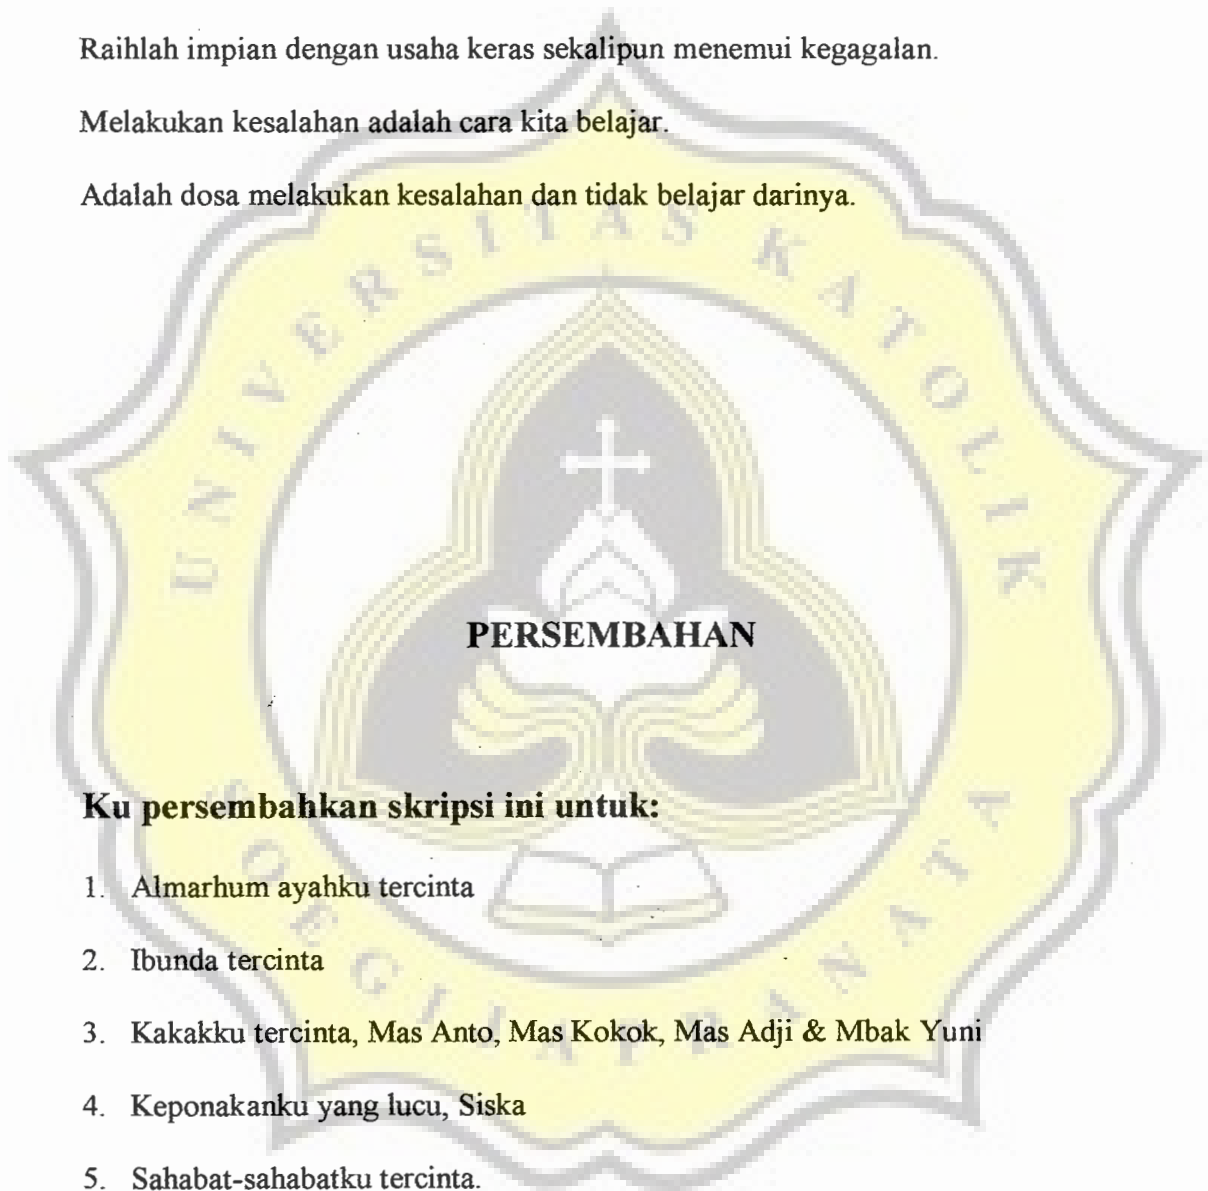 Raihlah impian dengan usaha keras sekalipun menemui kegagalan.
Melakukan kesalahan adalah cara kita belajar.
Adalah dosa melakukan kesalahan dan tidak belajar darinya.
UNIVERSITAS KATOLIK
SOEGIJAPRANATA
PERSEMBAHAN
Ku persembahkan skripsi ini untuk:
1. Almarhum ayahku tercinta
2. Ibunda tercinta
3. Kakakku tercinta, Mas Anto, Mas Kokok, Mas Adji & Mbak Yuni
4. Keponakanku yang lucu, Siska
5. Sahabat-sahabatku tercinta.